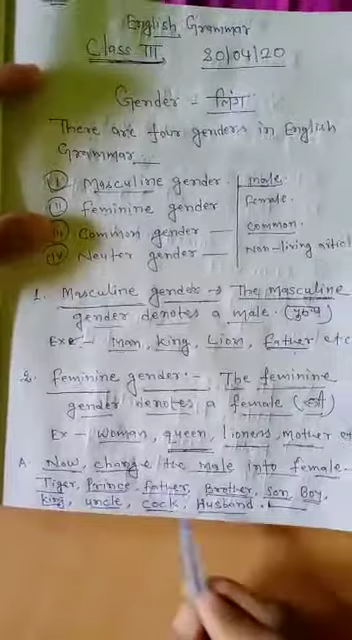 English Grammar
Class III 30/04/20
Gender - लिंग
There are four genders in English
Grammar.
(i) Masculine gender. male.
(ii) Feminine gender Female.
(iii) Common gender — common.
(iv) Neuter gender — Non-living
1. Masculine gender → The masculine
gender denotes a male. (पुरुष)
Exe - Man, king, Lion, father etc
2. Feminine gender:- The feminine
gender denotes a female (स्त्री)
Ex - woman, queen, lioness, mother et
A. Now, change the male into female.
Tiger, Prince, father, Brother, son, Boy,
king, uncle, cock, Husband.